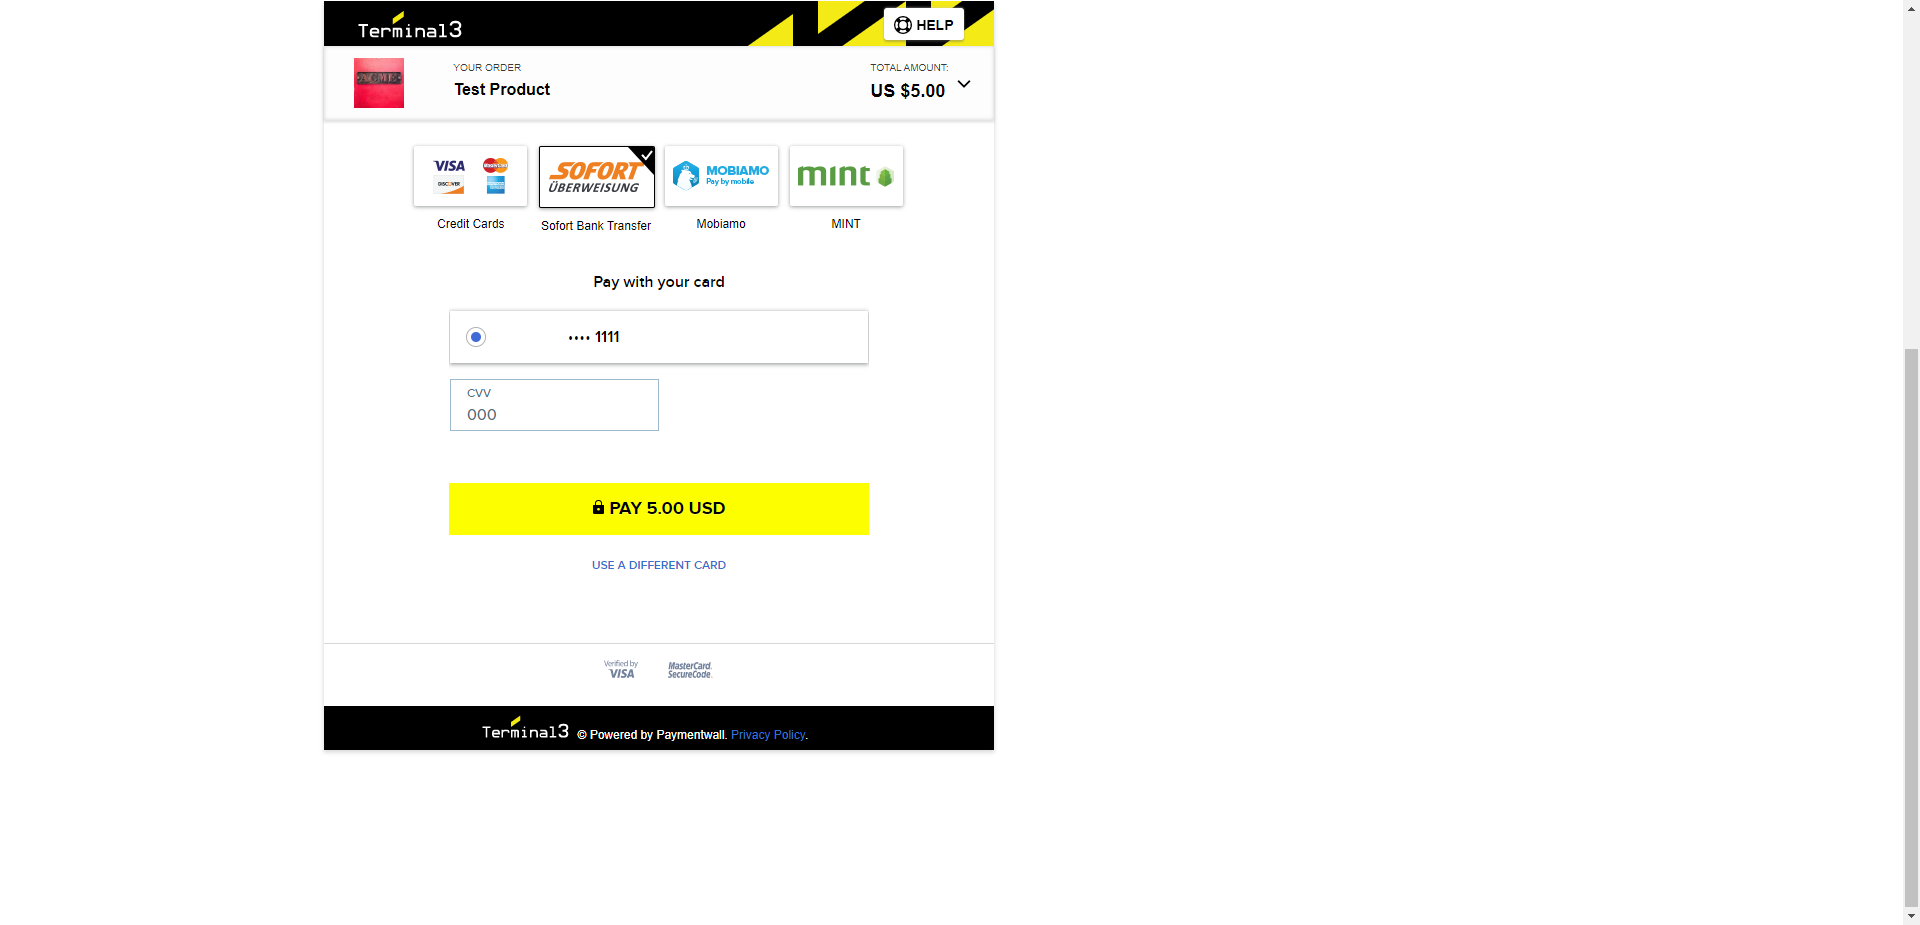 Terminal3
HELP
YOUR ORDER
Test Product
TOTAL AMOUNT:
US $5.00
VISA MasterCard
DISCOVER
SOFORT
ÜBERWEISUNG
MOBIAMO
Pay by mobile
mint
Credit Cards
Sofort Bank Transfer
Mobiamo
MINT
Pay with your card
•••• 1111
CVV
000
PAY 5.00 USD
USE A DIFFERENT CARD
Verified by
VISA
MasterCard.
SecureCode.
Terminal3 © Powered by Paymentwall. Privacy Policy.